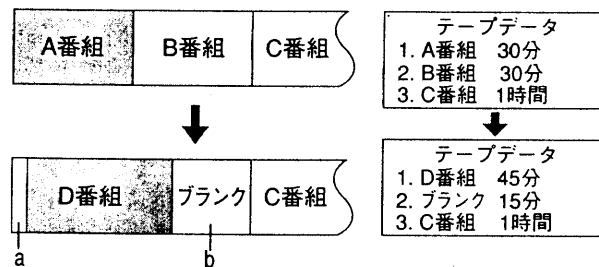 A番組 B番組 C番組
テープデータ
1. A番組 30分
2. B番組 30分
3. C番組 1時間
D番組 ブランク C番組
a b
テープデータ
1. D番組 45分
2. ブランク 15分
3. C番組 1時間